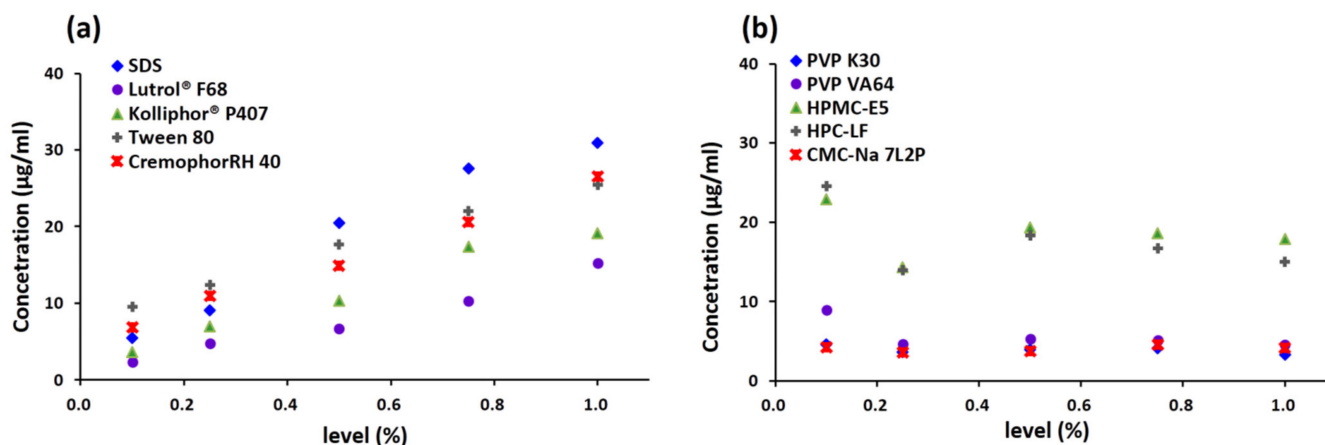 (a)
SDS
Lutrol® F68
Kolliphor® P407
Tween 80
CremophorRH 40
Concetration (µg/ml)
40
30
20
10
0
0.0 0.2 0.4 0.6 0.8 1.0
level (%)
(b)
PVP K30
PVP VA64
HPMC-E5
HPC-LF
CMC-Na 7L2P
Concetration (µg/ml)
40
30
20
10
0
0.0 0.2 0.4 0.6 0.8 1.0
level (%)